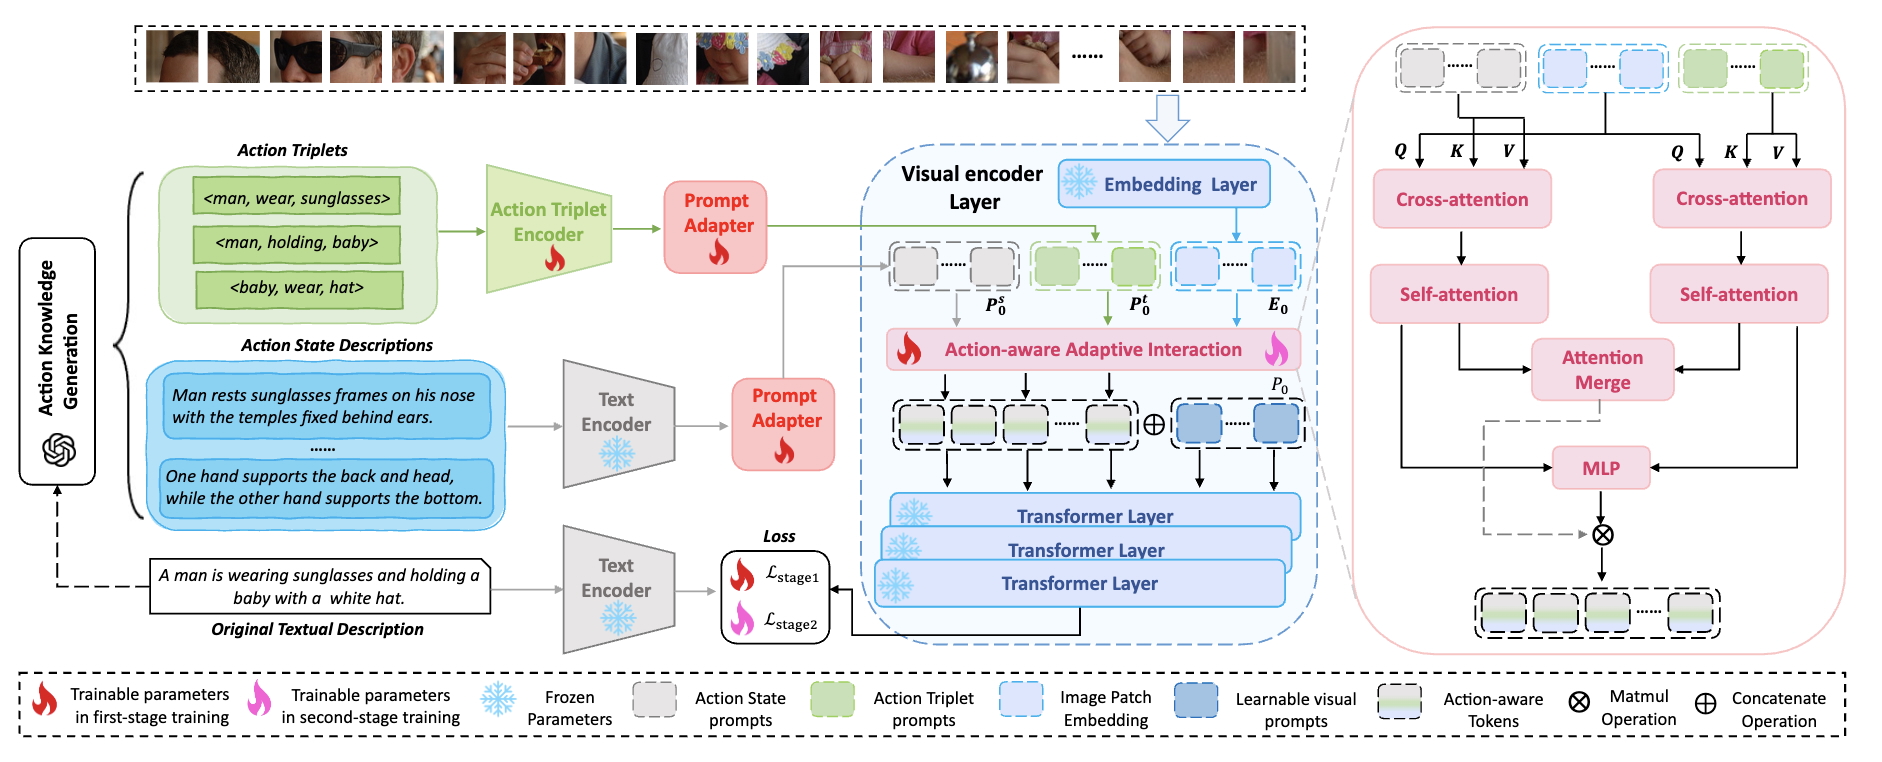 Action Triplets
<man, wear, sunglasses>
<man, holding, baby>
<baby, wear, hat>
Action Knowledge
Generation
Action State Descriptions
Man rests sunglasses frames on his nose
with the temples fixed behind ears.
......
One hand supports the back and head,
while the other hand supports the bottom.
A man is wearing sunglasses and holding a
baby with a white hat.
Original Textual Description
Action Triplet
Encoder
Prompt
Adapter
Text
Encoder
Prompt
Adapter
Text
Encoder
Loss
ℒstage1
ℒstage2
......
Visual encoder
Layer
Embedding Layer
......
......
......
P_0^s
P_0^t
E_0
Action-aware Adaptive Interaction
P_0
......
......
Transformer Layer
Transformer Layer
Transformer Layer
......
......
......
Q
K
V
Q
K
V
Cross-attention
Cross-attention
Self-attention
Self-attention
Attention
Merge
MLP
......
Trainable parameters
in first-stage training
Trainable parameters
in second-stage training
Frozen
Parameters
Action State
prompts
Action Triplet
prompts
Image Patch
Embedding
Learnable visual
prompts
Action-aware
Tokens
Matmul
Operation
Concatenate
Operation